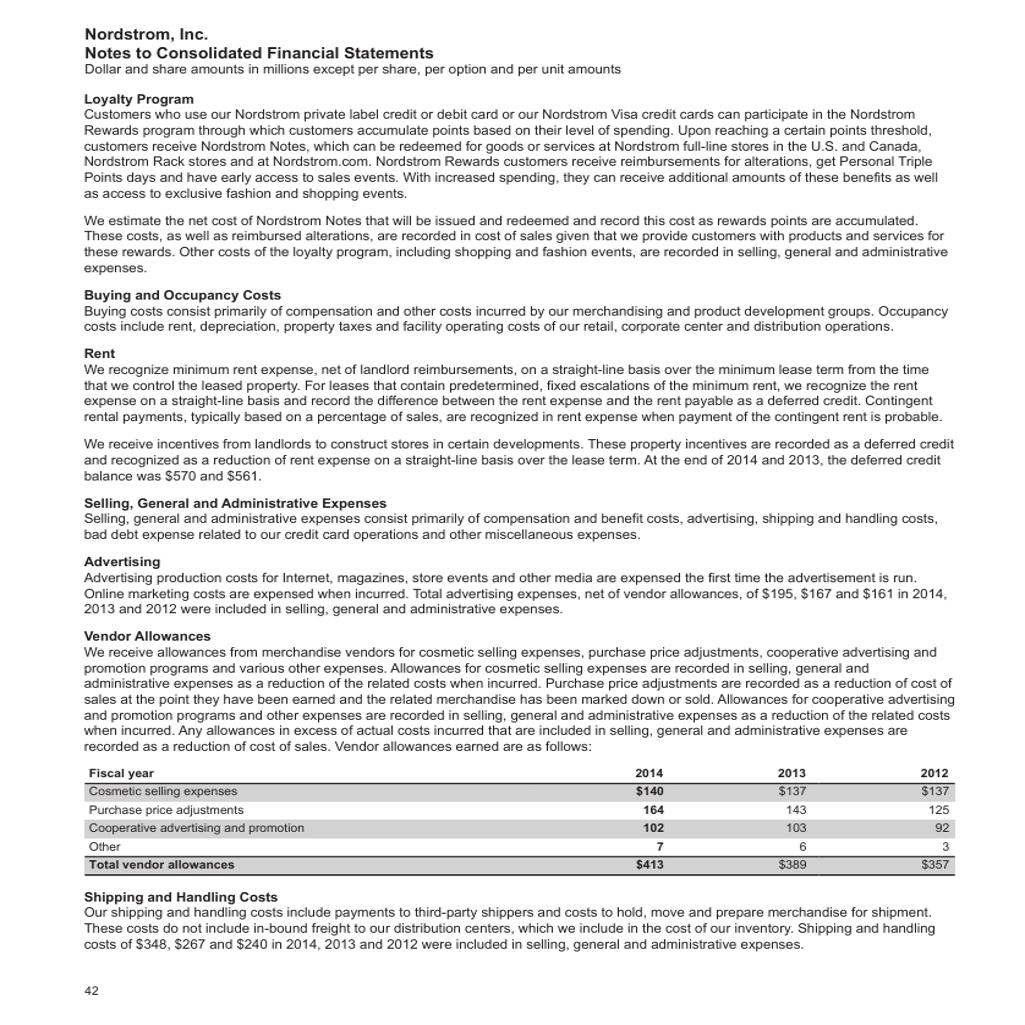 Nordstrom, Inc.
Notes to Consolidated Financial Statements
Dollar and share amounts in millions except per share, per option and per unit amounts
Loyalty Program
Customers who use our Nordstrom private label credit or debit card or our Nordstrom Visa credit cards can participate in the Nordstrom
Rewards program through which customers accumulate points based on their level of spending. Upon reaching a certain points threshold,
customers receive Nordstrom Notes, which can be redeemed for goods or services at Nordstrom full-line stores in the U.S. and Canada,
Nordstrom Rack stores and at Nordstrom.com. Nordstrom Rewards customers receive reimbursements for alterations, get Personal Triple
Points days and have early access to sales events. With increased spending, they can receive additional amounts of these benefits as well
as access to exclusive fashion and shopping events.
We estimate the net cost of Nordstrom Notes that will be issued and redeemed and record this cost as rewards points are accumulated.
These costs, as well as reimbursed alterations, are recorded in cost of sales given that we provide customers with products and services for
these rewards. Other costs of the loyalty program, including shopping and fashion events, are recorded in selling, general and administrative
expenses.
Buying and Occupancy Costs
Buying costs consist primarily of compensation and other costs incurred by our merchandising and product development groups. Occupancy
costs include rent, depreciation, property taxes and facility operating costs of our retail, corporate center and distribution operations.
Rent
We recognize minimum rent expense, net of landlord reimbursements, on a straight-line basis over the minimum lease term from the time
that we control the leased property. For leases that contain predetermined, fixed escalations of the minimum rent, we recognize the rent
expense on a straight-line basis and record the difference between the rent expense and the rent payable as a deferred credit. Contingent
rental payments, typically based on a percentage of sales, are recognized in rent expense when payment of the contingent rent is probable.
We receive incentives from landlords to construct stores in certain developments. These property incentives are recorded as a deferred credit
and recognized as a reduction of rent expense on a straight-line basis over the lease term. At the end of 2014 and 2013, the deferred credit
balance was $570 and $561.
Selling, General and Administrative Expenses
Selling, general and administrative expenses consist primarily of compensation and benefit costs, advertising, shipping and handling costs,
bad debt expense related to our credit card operations and other miscellaneous expenses.
Advertising
Advertising production costs for Internet, magazines, store events and other media are expensed the first time the advertisement is run.
Online marketing costs are expensed when incurred. Total advertising expenses, net of vendor allowances, of $195, $167 and $161 in 2014,
2013 and 2012 were included in selling, general and administrative expenses.
Vendor Allowances
We receive allowances from merchandise vendors for cosmetic selling expenses, purchase price adjustments, cooperative advertising and
promotion programs and various other expenses. Allowances for cosmetic selling expenses are recorded in selling, general and
administrative expenses as a reduction of the related costs when incurred. Purchase price adjustments are recorded as a reduction of cost of
sales at the point they have been earned and the related merchandise has been marked down or sold. Allowances for cooperative advertising
and promotion programs and other expenses are recorded in selling, general and administrative expenses as a reduction of the related costs
when incurred. Any allowances in excess of actual costs incurred that are included in selling, general and administrative expenses are
recorded as a reduction of cost of sales. Vendor allowances earned are as follows:
Fiscal year 2014 2013 2012
Cosmetic selling expenses $140 $137 $137
Purchase price adjustments 164 143 125
Cooperative advertising and promotion 102 103 92
Other 7 6 3
Total vendor allowances $413 $389 $357
Shipping and Handling Costs
Our shipping and handling costs include payments to third-party shippers and costs to hold, move and prepare merchandise for shipment.
These costs do not include in-bound freight to our distribution centers, which we include in the cost of our inventory. Shipping and handling
costs of $348, $267 and $240 in 2014, 2013 and 2012 were included in selling, general and administrative expenses.
42